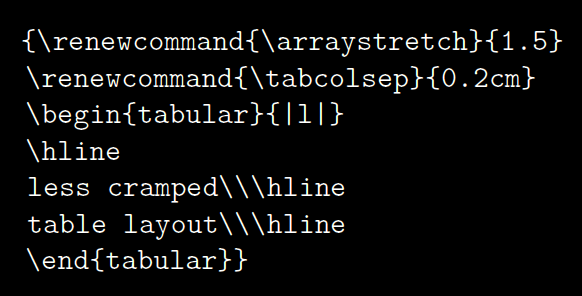 {\renewcommand{\arraystretch}{1.5}
\renewcommand{\tabcolsep}{0.2cm}
\begin{tabular}{|l|}
\hline
less cramped\\\hline
table layout\\\hline
\end{tabular}}